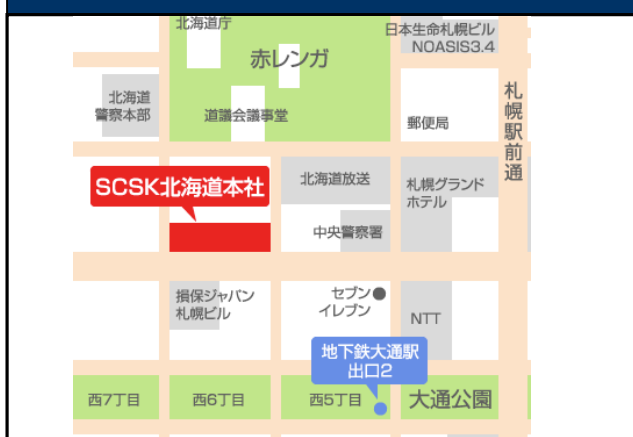 北海道庁
日本生命札幌ビル
NOASIS3.4
赤レンガ
北海道
警察本部
道議会議事堂
郵便局
札幌駅前通
SCSK北海道本社
北海道放送
札幌グランド
ホテル
中央警察署
損保ジャパン
札幌ビル
セブン
イレブン
NTT
地下鉄大通駅
出口2
西7丁目
西6丁目
西5丁目
大通公園